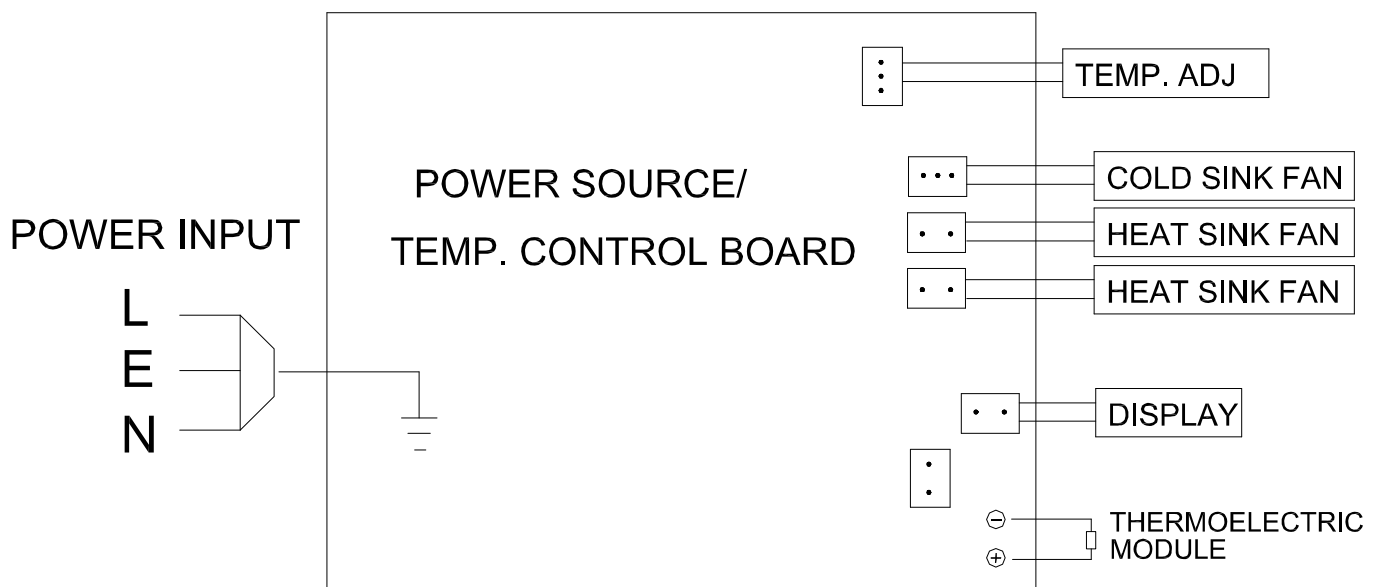 TEMP. ADJ
POWER SOURCE/
TEMP. CONTROL BOARD
COLD SINK FAN
HEAT SINK FAN
HEAT SINK FAN
POWER INPUT
L
E
N
DISPLAY
THERMOELECTRIC
MODULE